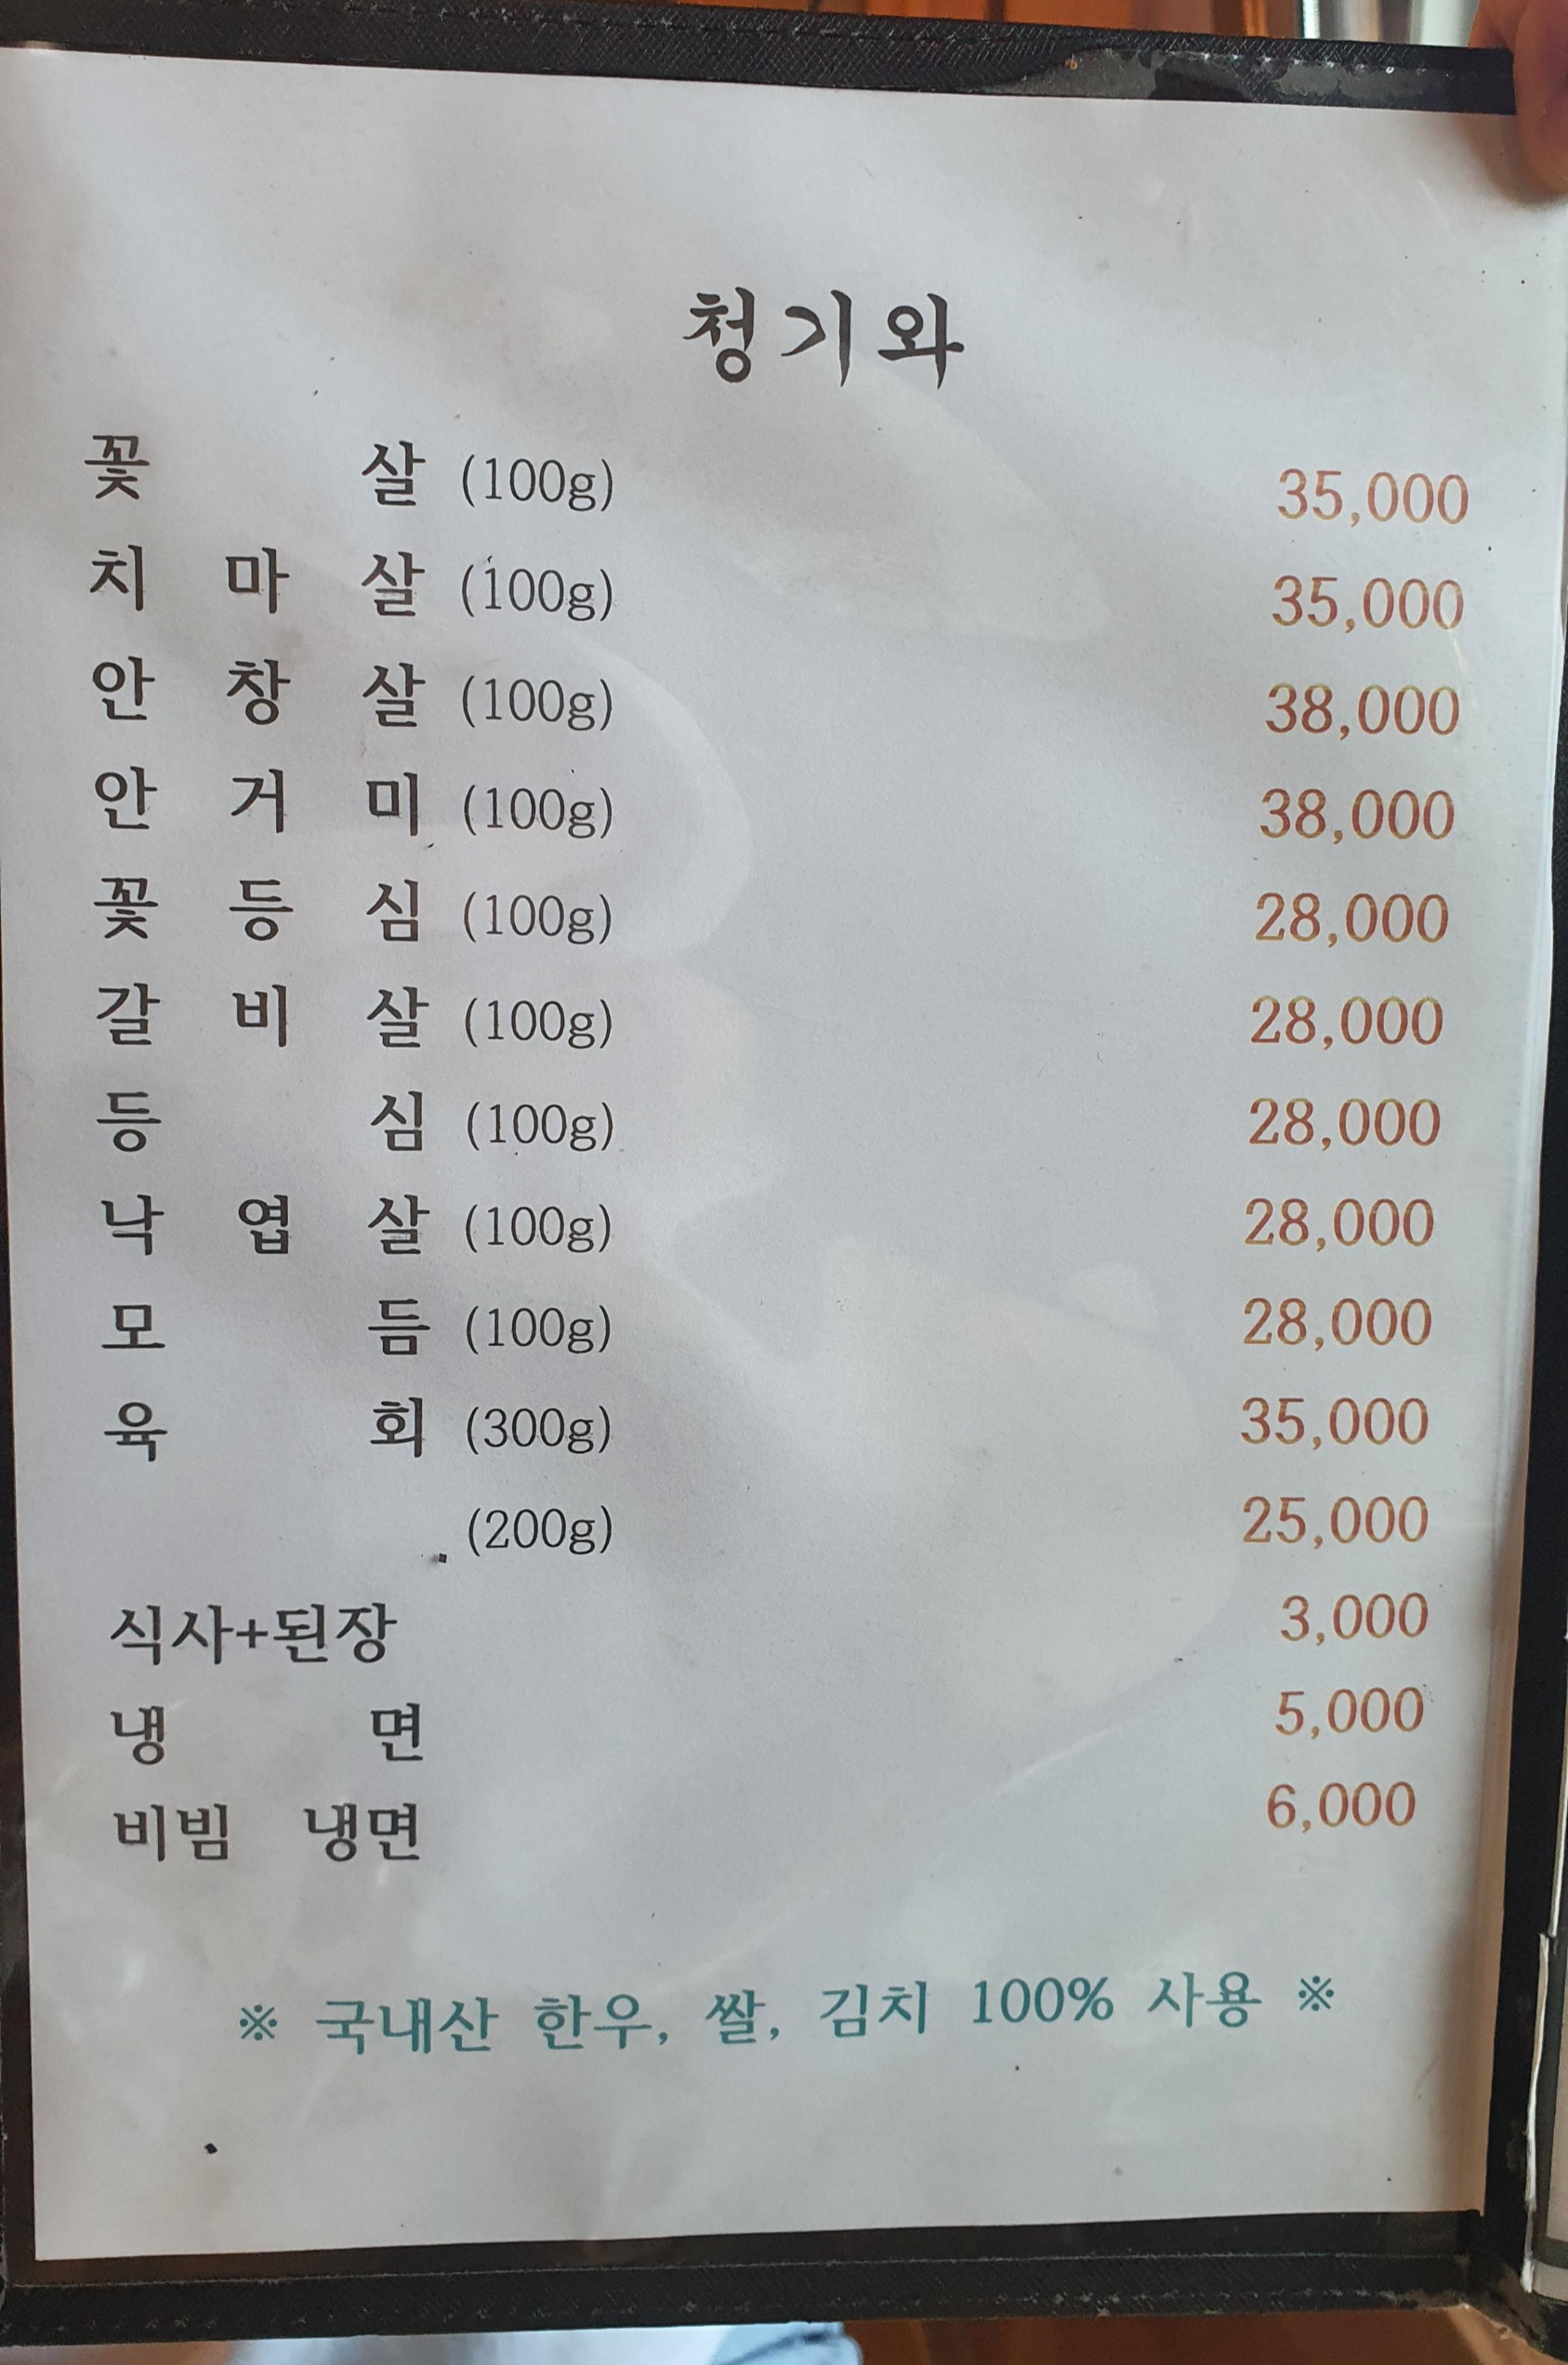 청기와
꽃 살 (100g) 35,000
치 마 살 (100g) 35,000
안 창 살 (100g) 38,000
안 거 미 (100g) 38,000
꽃 등 심 (100g) 28,000
갈 비 살 (100g) 28,000
등 심 (100g) 28,000
낙 엽 살 (100g) 28,000
모 듬 (100g) 28,000
육 회 (300g) 35,000
(200g) 25,000
식사+된장 3,000
냉 면 5,000
비빔 냉면 6,000
※ 국내산 한우, 쌀, 김치 100% 사용 ※